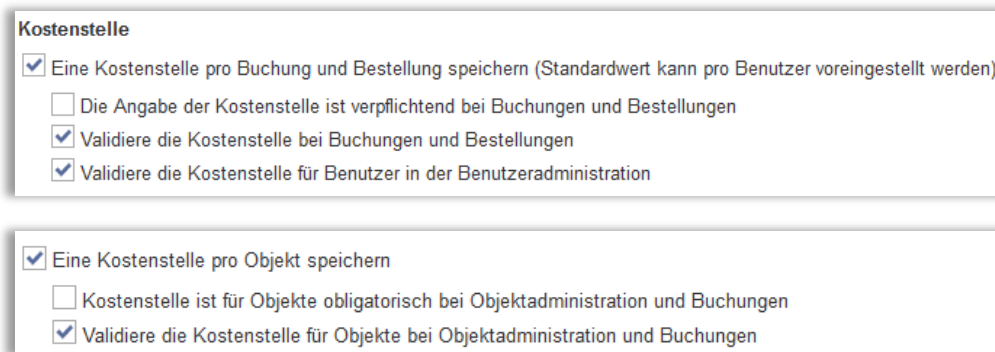 Kostenstelle
Eine Kostenstelle pro Buchung und Bestellung speichern (Standardwert kann pro Benutzer voreingestellt werden)
Die Angabe der Kostenstelle ist verpflichtend bei Buchungen und Bestellungen
Validiere die Kostenstelle bei Buchungen und Bestellungen
Validiere die Kostenstelle für Benutzer in der Benutzeradministration
Eine Kostenstelle pro Objekt speichern
Kostenstelle ist für Objekte obligatorisch bei Objektadministration und Buchungen
Validiere die Kostenstelle für Objekte bei Objektadministration und Buchungen